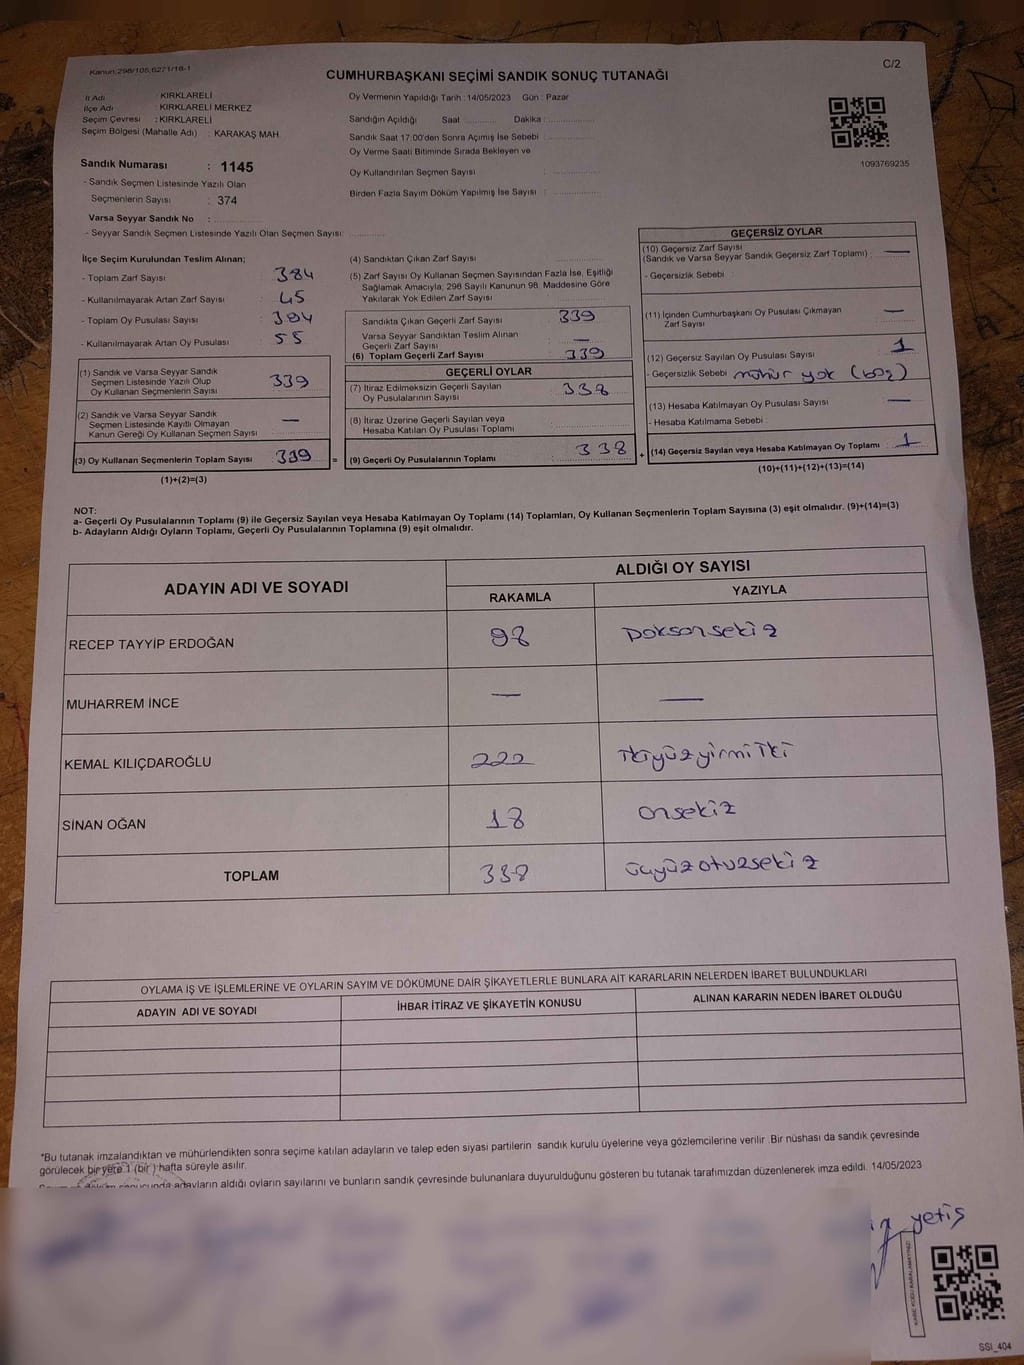 Kanun;298/105;6271/18-1
C/2
CUMHURBAŞKANI SEÇİMİ SANDIK SONUÇ TUTANAĞI
İl Adı : KIRKLARELİ
İlçe Adı : KIRKLARELİ MERKEZ
Seçim Çevresi : KIRKLARELİ
Seçim Bölgesi (Mahalle Adı) : KARAKAŞ MAH.
Oy Vermenin Yapıldığı Tarih : 14/05/2023 Gün : Pazar
Sandığın Açıldığı Saat Dakika :
Sandık Saat 17:00'den Sonra Açımış İse Sebebi :
Oy Verme Saati Bitiminde Sırada Bekleyen ve
Oy Kullandırılan Seçmen Sayısı :
Birden Fazla Sayım Döküm Yapılmış İse Sayısı :
1093769235
Sandık Numarası : 1145
- Sandık Seçmen Listesinde Yazılı Olan
Seçmenlerin Sayısı : 374
Varsa Seyyar Sandık No :
- Seyyar Sandık Seçmen Listesinde Yazılı Olan Seçmen Sayısı:
İlçe Seçim Kurulundan Teslim Alınan;
- Toplam Zarf Sayısı : 384
- Kullanılmayarak Artan Zarf Sayısı : 45
- Toplam Oy Pusulası Sayısı : 394
- Kullanılmayarak Artan Oy Pusulası : 55
(1) Sandık ve Varsa Seyyar Sandık
Seçmen Listesinde Yazılı Olup
Oy Kullanan Seçmenlerin Sayısı : 339
(2) Sandık ve Varsa Seyyar Sandık
Seçmen Listesinde Kayıtlı Olmayan
Kanun Gereği Oy Kullanan Seçmen Sayısı : —
(3) Oy Kullanan Seçmenlerin Toplam Sayısı : 339
(1)+(2)=(3)
(4) Sandıktan Çıkan Zarf Sayısı :
(5) Zarf Sayısı Oy Kullanan Seçmen Sayısından Fazla İse, Eşitliği
Sağlamak Amacıyla; 298 Sayılı Kanunun 98. Maddesine Göre
Yakılarak Yok Edilen Zarf Sayısı :
Sandıkta Çıkan Geçerli Zarf Sayısı : 339
Varsa Seyyar Sandıktan Teslim Alınan
Geçerli Zarf Sayısı : —
(6) Toplam Geçerli Zarf Sayısı : 339
GEÇERLİ OYLAR
(7) İtiraz Edilmeksizin Geçerli Sayılan
Oy Pusulalarının Sayısı : 338
(8) İtiraz Üzerine Geçerli Sayılan veya
Hesaba Katılan Oy Pusulası Toplamı :
= (9) Geçerli Oy Pusulalarının Toplamı : 338
GEÇERSİZ OYLAR
(10) Geçersiz Zarf Sayısı
(Sandık ve Varsa Seyyar Sandık Geçersiz Zarf Toplamı) : —
- Geçersizlik Sebebi :
(11) İçinden Cumhurbaşkanı Oy Pusulası Çıkmayan
Zarf Sayısı : —
(12) Geçersiz Sayılan Oy Pusulası Sayısı : 1
- Geçersizlik Sebebi : mühür yok (boş)
(13) Hesaba Katılmayan Oy Pusulası Sayısı : —
- Hesaba Katılmama Sebebi :
+ (14) Geçersiz Sayılan veya Hesaba Katılmayan Oy Toplamı : 1
(10)+(11)+(12)+(13)=(14)
NOT:
a- Geçerli Oy Pusulalarının Toplamı (9) ile Geçersiz Sayılan veya Hesaba Katılmayan Oy Toplamı (14) Toplamları, Oy Kullanan Seçmenlerin Toplam Sayısına (3) eşit olmalıdır. (9)+(14)=(3)
b- Adayların Aldığı Oyların Toplamı, Geçerli Oy Pusulalarının Toplamına (9) eşit olmalıdır.
ADAYIN ADI VE SOYADI ALDIĞI OY SAYISI
RAKAMLA YAZIYLA
RECEP TAYYİP ERDOĞAN 98 Doksansekiz
MUHARREM İNCE — —
KEMAL KILIÇDAROĞLU 222 İkiyüzyirmiİki
SİNAN OĞAN 18 onsekiz
TOPLAM 338 üçyüzotuzsekiz
OYLAMA İŞ VE İŞLEMLERİNE VE OYLARIN SAYIM VE DÖKÜMÜNE DAİR ŞİKAYETLERLE BUNLARA AİT KARARLARIN NELERDEN İBARET BULUNDUKLARI
ADAYIN ADI VE SOYADI İHBAR İTİRAZ VE ŞİKAYETİN KONUSU ALINAN KARARIN NEDEN İBARET OLDUĞU
*Bu tutanak imzalandıktan ve mühürlendikten sonra seçime katılan adayların ve talep eden siyasi partilerin sandık kurulu üyelerine veya gözlemcilerine verilir .Bir nüshası da sandık çevresinde
görülecek bir yere 1 (bir ) hafta süreyle asılır.
sonucunda adayların aldığı oyların sayılarını ve bunların sandık çevresinde bulunanlara duyurulduğunu gösteren bu tutanak tarafımızdan düzenlenerek imza edildi. 14/05/2023
yetiş
SSI_404